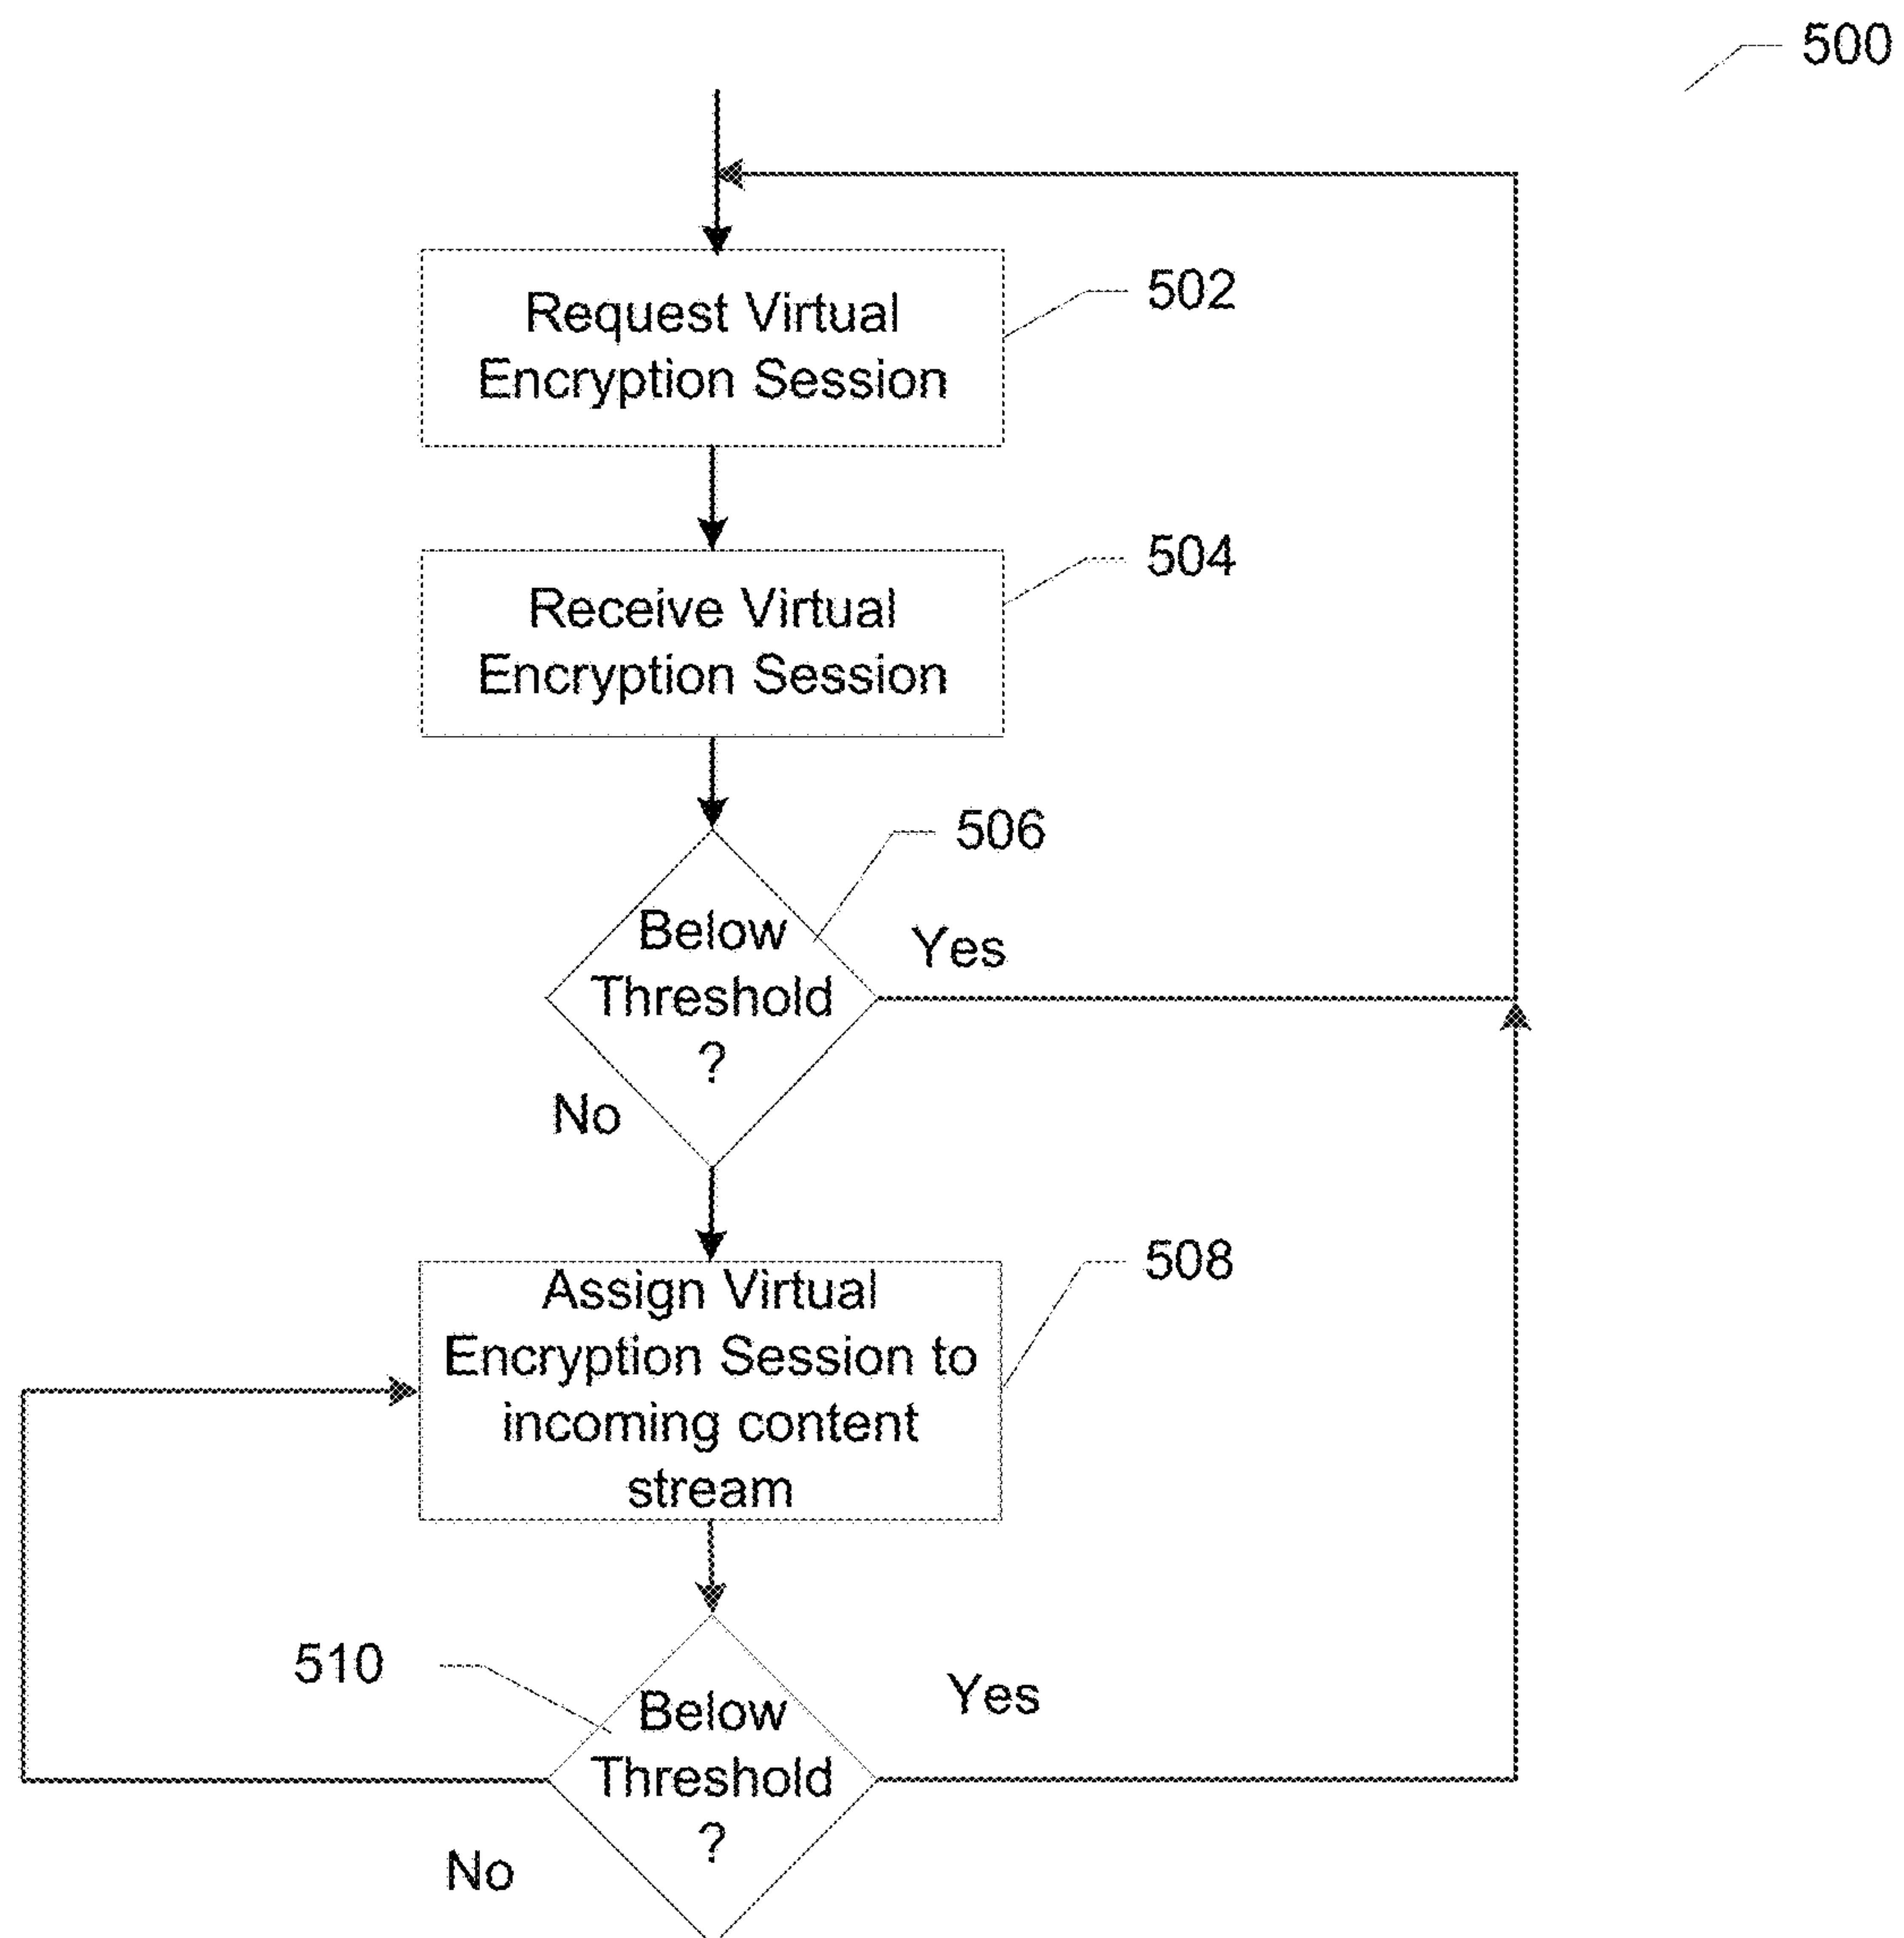 500
Request Virtual
Encryption Session
502
Receive Virtual
Encryption Session
504
506
Below
Threshold
?
Yes
No
Assign Virtual
Encryption Session to
incoming content
stream
508
510
Below
Threshold
?
Yes
No